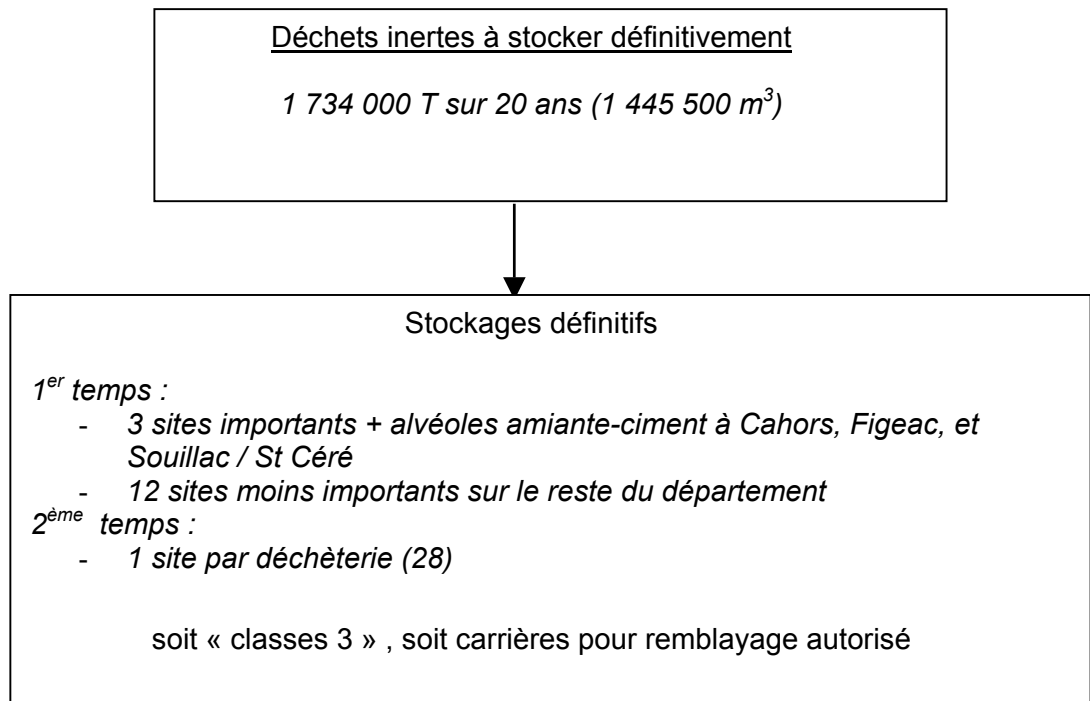 Déchets inertes à stocker définitivement
1 734 000 T sur 20 ans (1 445 500 m³)
Stockages définitifs
1er temps :
- 3 sites importants + alvéoles amiante-ciment à Cahors, Figeac, et
Souillac / St Céré
- 12 sites moins importants sur le reste du département
2ème temps :
- 1 site par déchèterie (28)
soit « classes 3 » , soit carrières pour remblayage autorisé